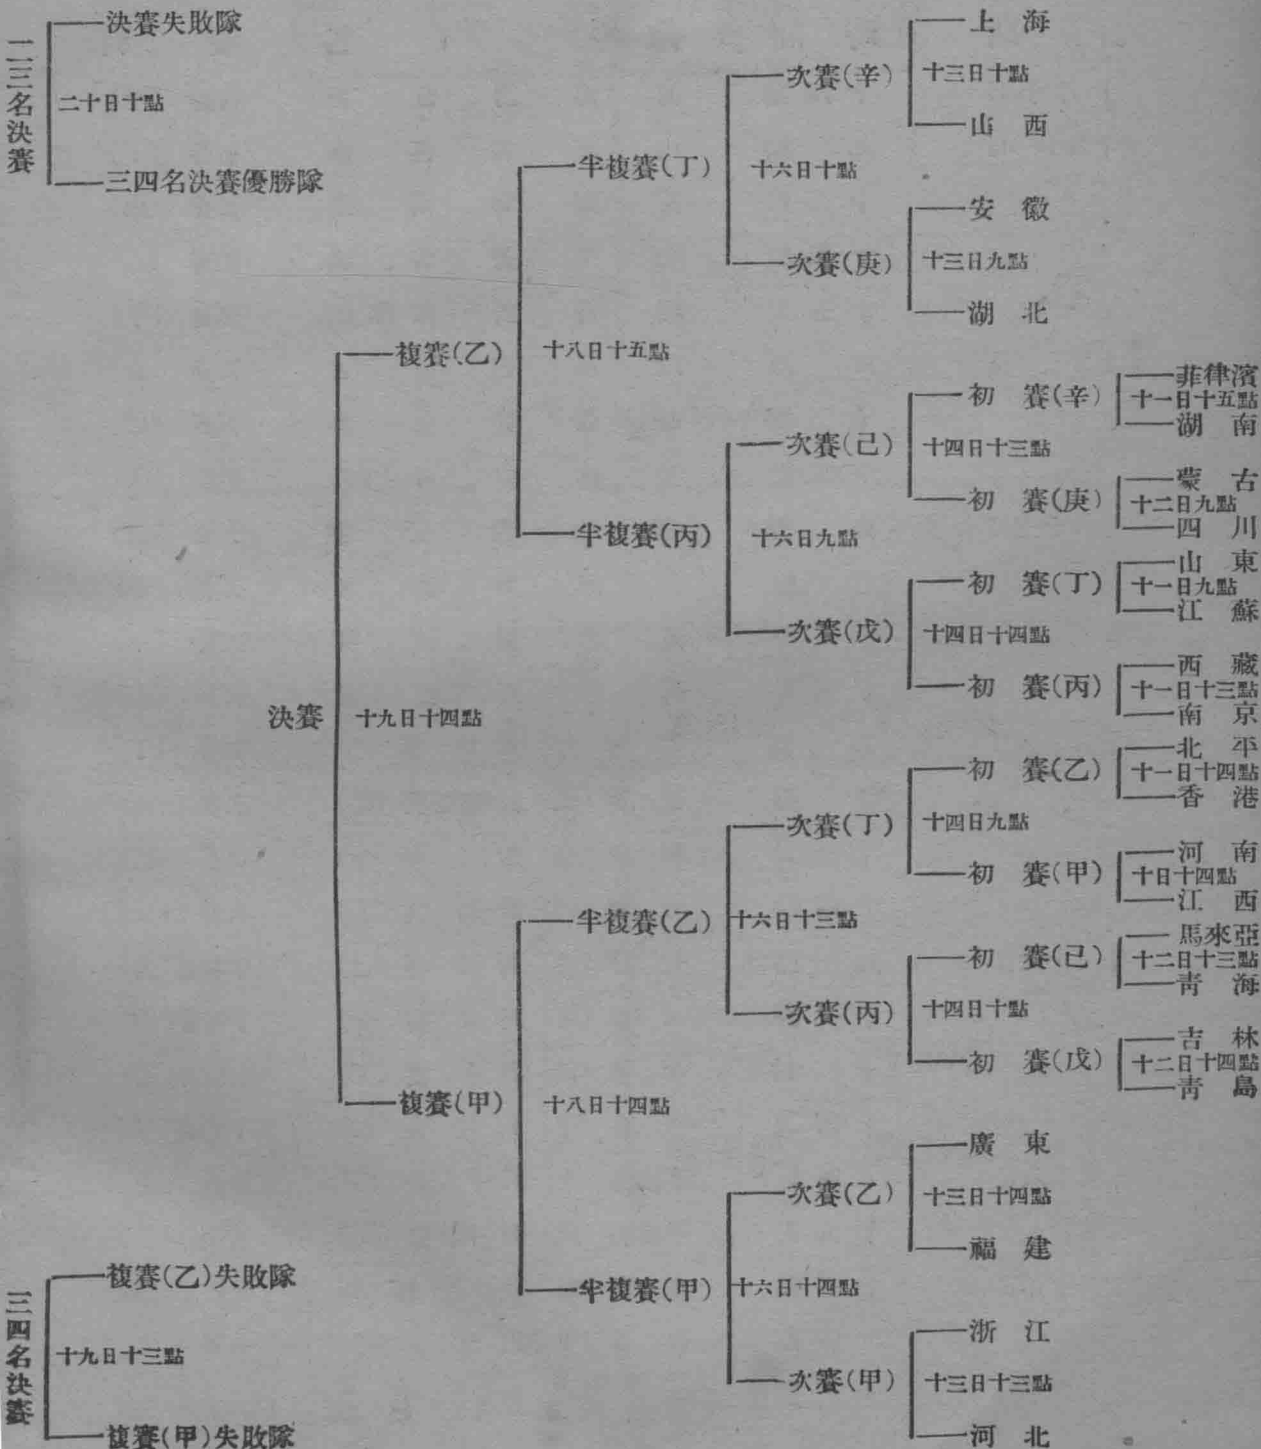 二三名決賽
決賽失敗隊
二十日十點
三四名決賽優勝隊
決賽
十九日十四點
複賽(乙)
十八日十五點
半複賽(丁)
十六日十點
次賽(辛)
十三日十點
上海
山西
次賽(庚)
十三日九點
安徽
湖北
半複賽(丙)
十六日九點
次賽(己)
十四日十三點
初賽(辛)
菲律濱
十一日十五點
湖南
初賽(庚)
蒙古
十二日九點
四川
次賽(戊)
十四日十四點
初賽(丁)
山東
十一日九點
江蘇
初賽(丙)
西藏
十一日十三點
南京
複賽(甲)
十八日十四點
半複賽(乙)
十六日十三點
次賽(丁)
十四日九點
初賽(乙)
北平
十一日十四點
香港
初賽(甲)
河南
十日十四點
江西
次賽(丙)
十四日十點
初賽(己)
馬來亞
十二日十三點
靑海
初賽(戊)
吉林
十二日十四點
靑島
半複賽(甲)
十六日十四點
次賽(乙)
十三日十四點
廣東
福建
次賽(甲)
十三日十三點
浙江
河北
三四名決賽
複賽(乙)失敗隊
十九日十三點
複賽(甲)失敗隊